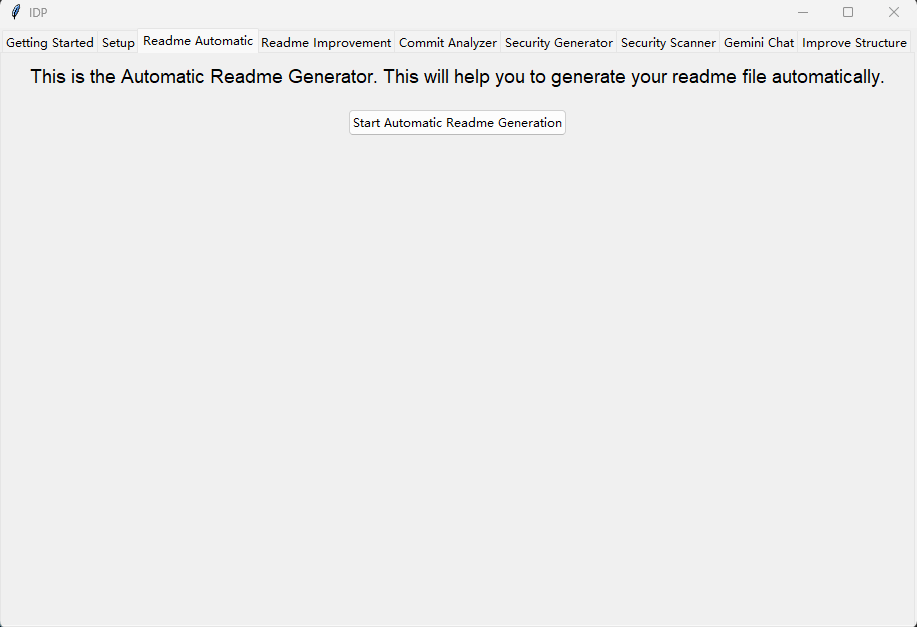 IDP
Getting Started Setup Readme Automatic Readme Improvement Commit Analyzer Security Generator Security Scanner Gemini Chat Improve Structure
This is the Automatic Readme Generator. This will help you to generate your readme file automatically.
Start Automatic Readme Generation